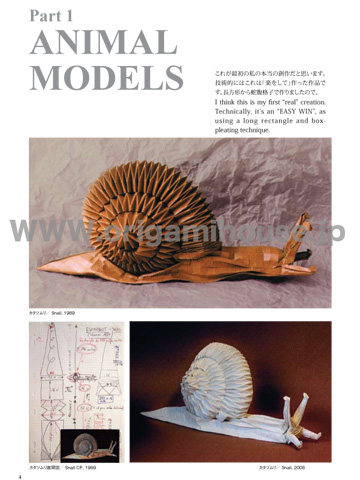 Part 1
ANIMAL
MODELS
これが最初の私の本当の創作だと思います。
技術的にはこれは「楽をして」作った作品で
す。長方形から蛇腹格子で作りましたので。
I think this is my first “real” creation.
Technically, it's an “EASY WIN”, as
using a long rectangle and box-
pleating technique.
www.origamihouse.jp
カタツムリ / Snail, 1989
カタツムリ展開図 / Snail CP, 1989
カタツムリ / Snail, 2008
4